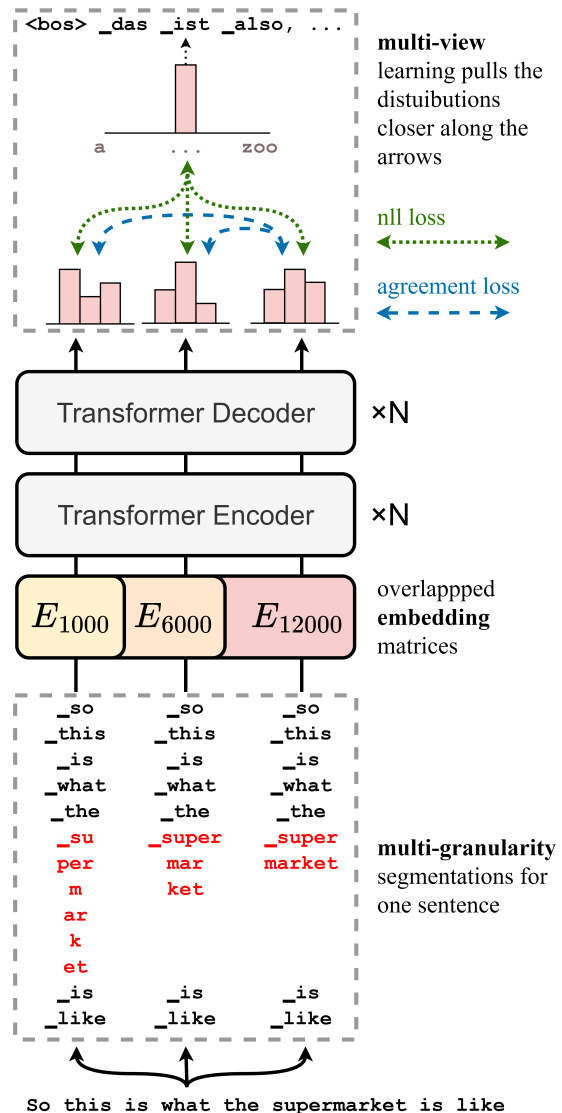 <bos> _das _ist _also, ...
multi-view
learning pulls the
distuibutions
closer along the
arrows
a ... zoo
nll loss
agreement loss
Transformer Decoder ×N
Transformer Encoder ×N
E1000 E6000 E12000
overlappped
embedding
matrices
_so _so _so
_this _this _this
_is _is _is
_what _what _what
_the _the _the
_su _super _super
per mar market
m ket
ar
k
et
_is _is _is
_like _like _like
multi-granularity
segmentations for
one sentence
So this is what the supermarket is like